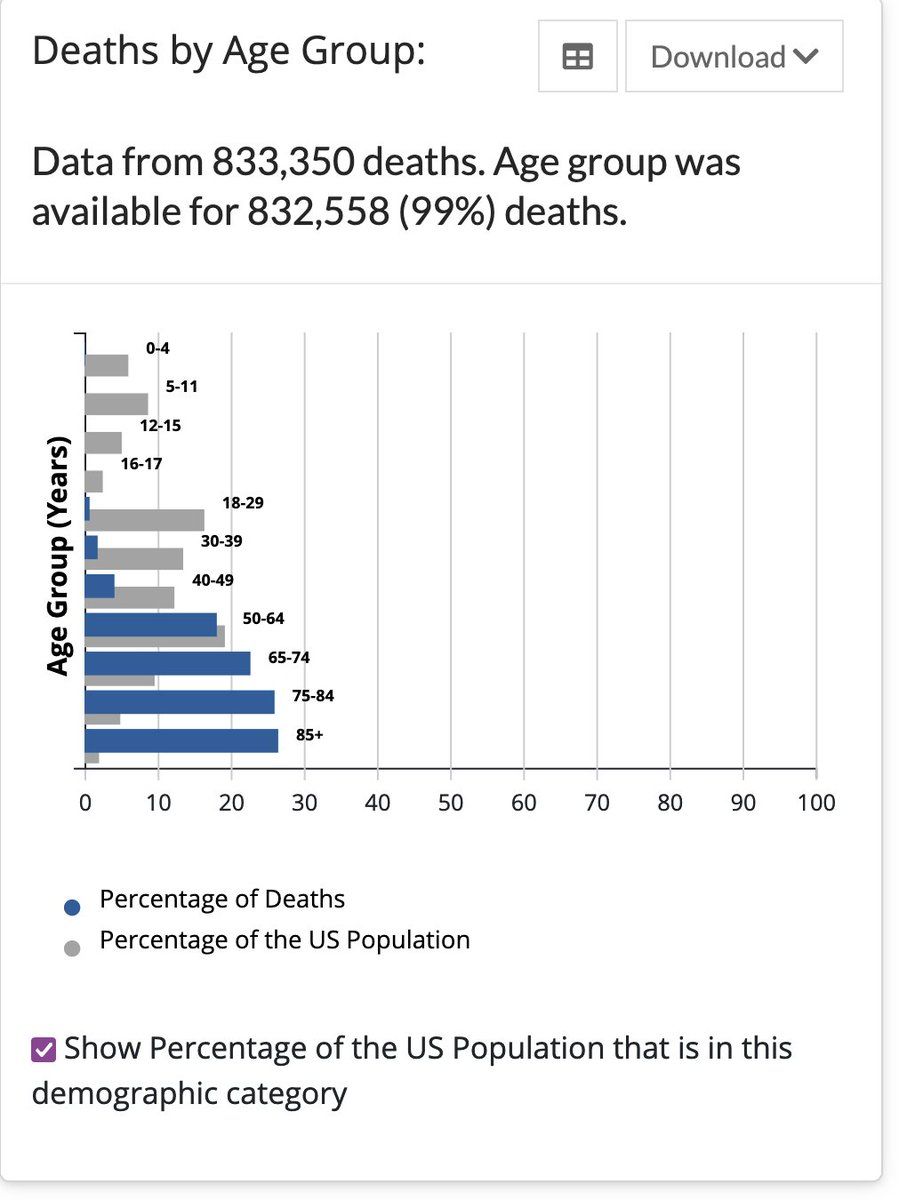 Deaths by Age Group:
Download
Data from 833,350 deaths. Age group was
available for 832,558 (99%) deaths.
Age Group (Years)
0-4
5-11
12-15
16-17
18-29
30-39
40-49
50-64
65-74
75-84
85+
0 10 20 30 40 50 60 70 80 90 100
Percentage of Deaths
Percentage of the US Population
Show Percentage of the US Population that is in this
demographic category